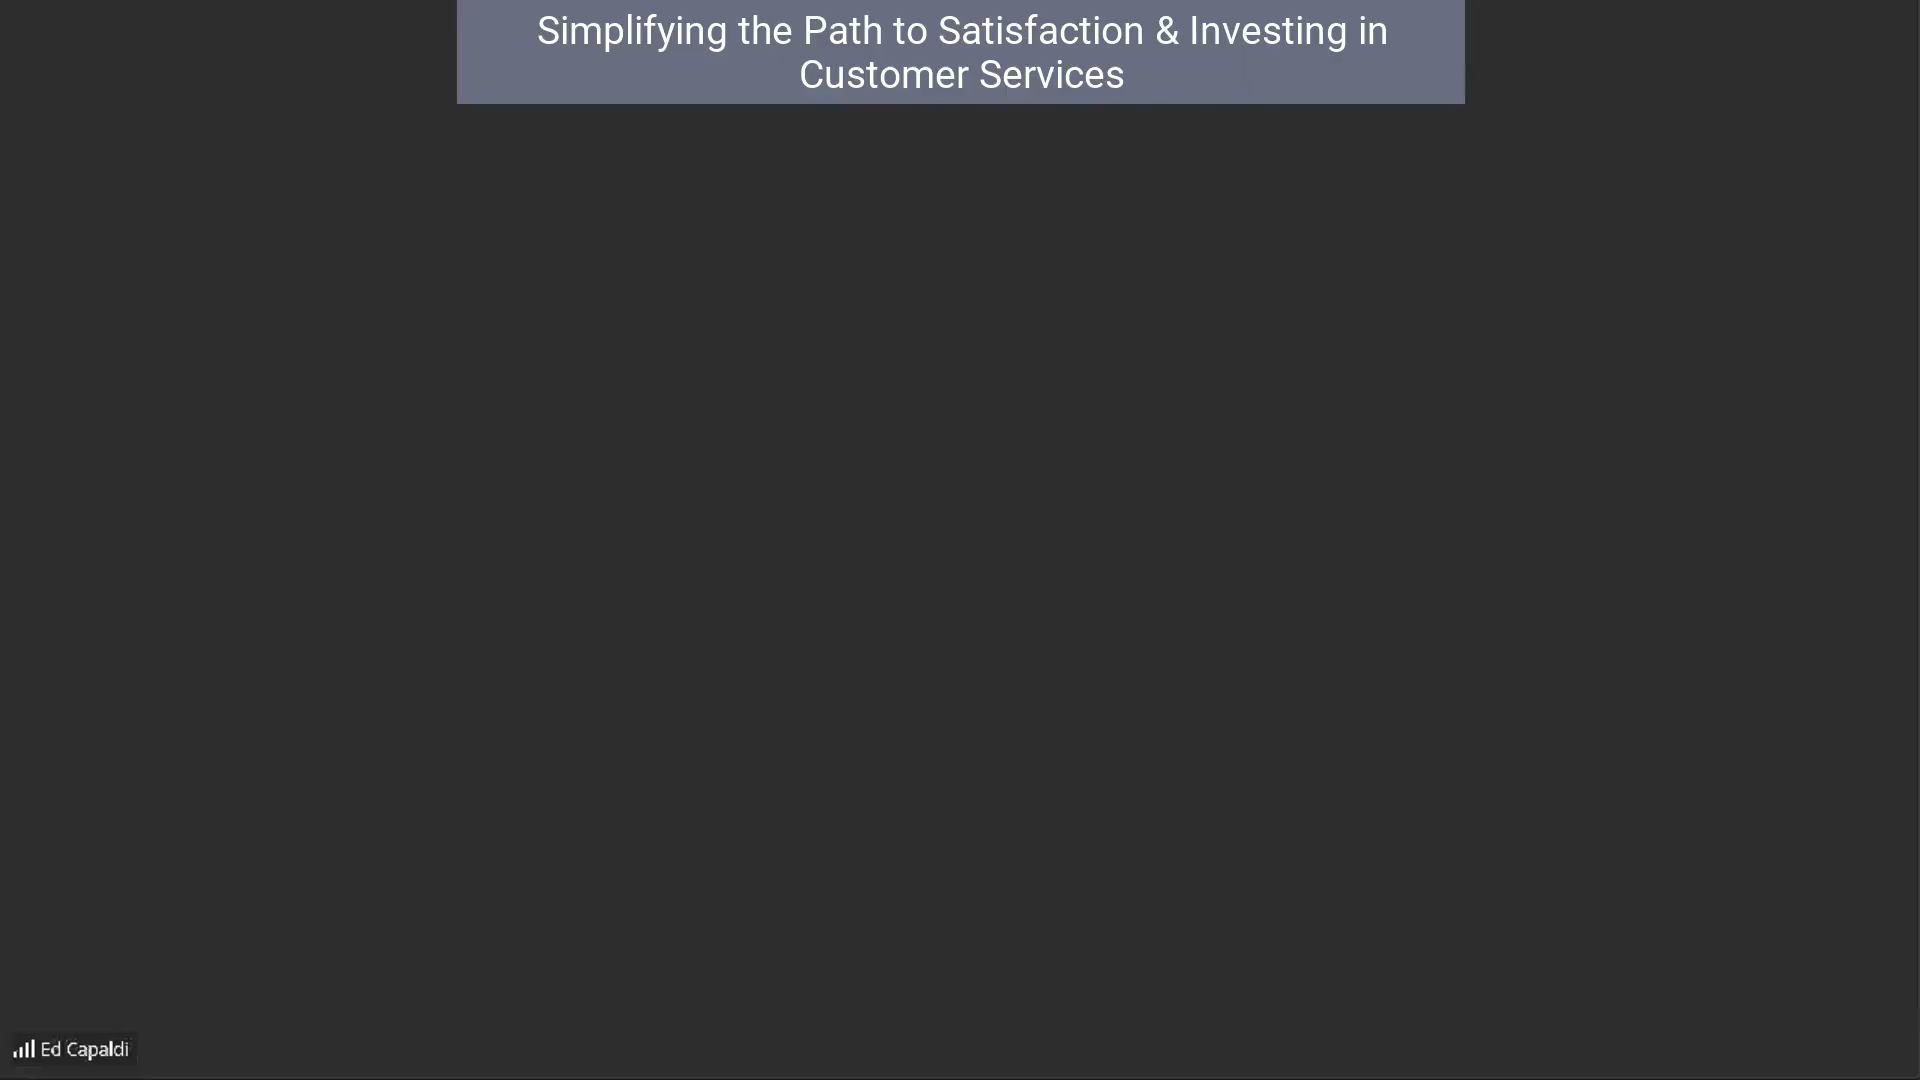 Simplifying the Path to Satisfaction & Investing in
Customer Services
Ed Capaldi